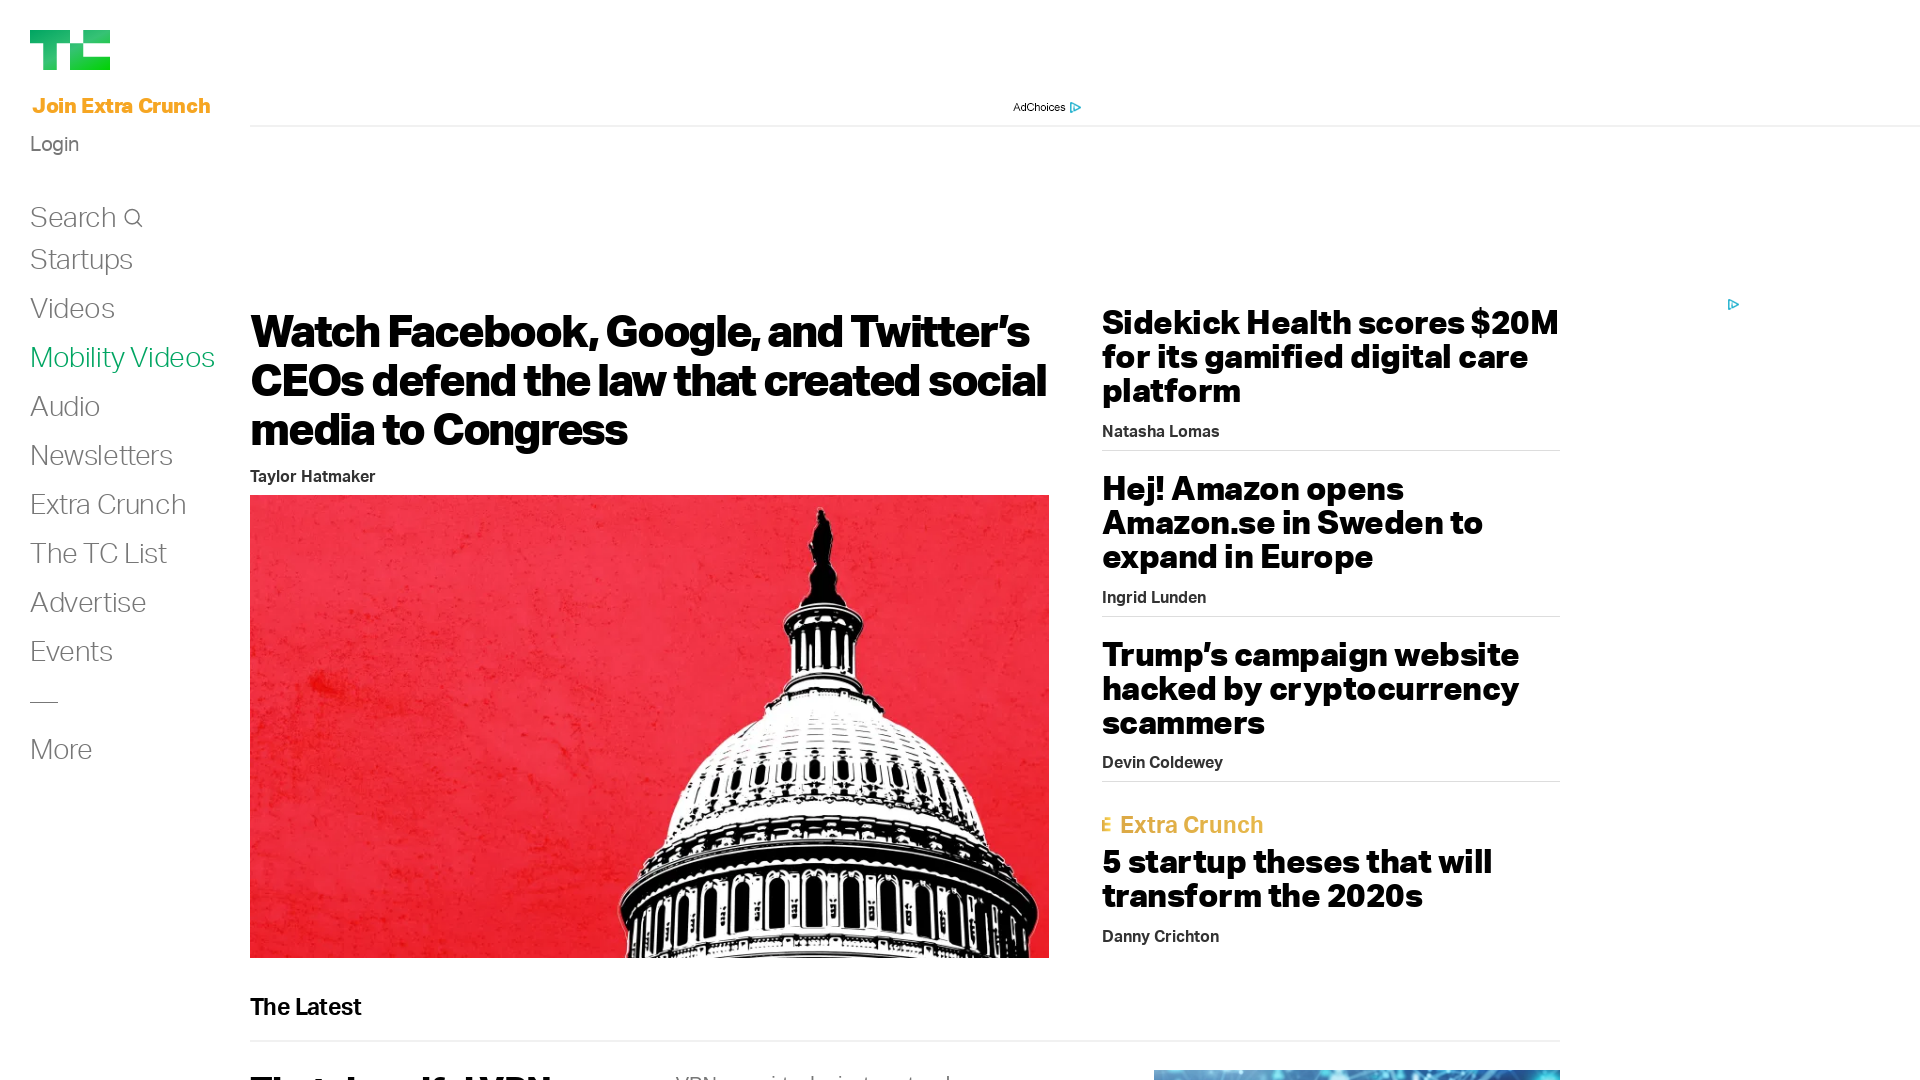 TC
Join Extra Crunch
Login
Search
Startups
Videos
Mobility Videos
Audio
Newsletters
Extra Crunch
The TC List
Advertise
Events
More
AdChoices
Watch Facebook, Google, and Twitter’s
CEOs defend the law that created social
media to Congress
Taylor Hatmaker
Sidekick Health scores $20M
for its gamified digital care
platform
Natasha Lomas
Hej! Amazon opens
Amazon.se in Sweden to
expand in Europe
Ingrid Lunden
Trump’s campaign website
hacked by cryptocurrency
scammers
Devin Coldewey
Extra Crunch
5 startup theses that will
transform the 2020s
Danny Crichton
The Latest